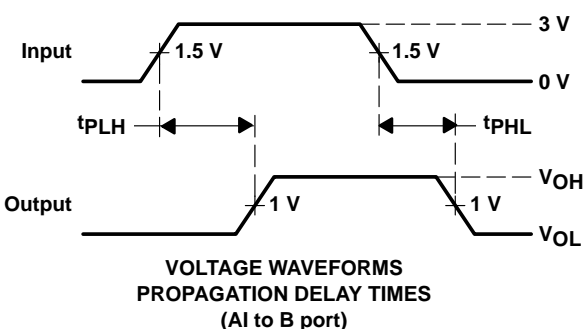 3 V
Input
1.5 V
1.5 V
0 V
tPLH
tPHL
VOH
Output
1 V
1 V
VOL
VOLTAGE WAVEFORMS
PROPAGATION DELAY TIMES
(AI to B port)